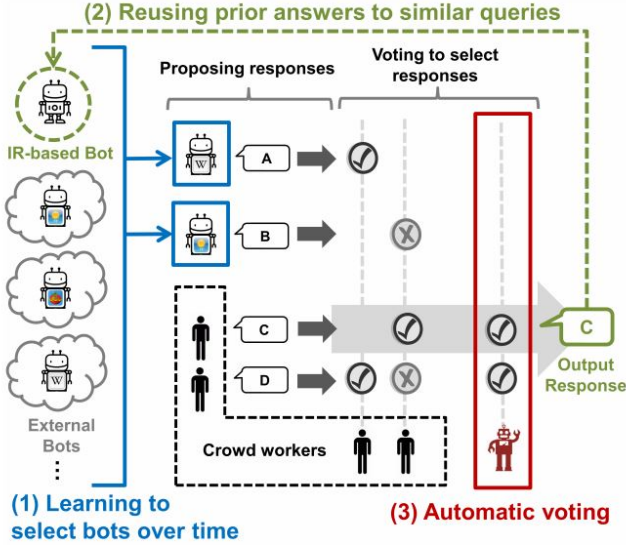 (2) Reusing prior answers to similar queries
Proposing responses
Voting to select
responses
IR-based Bot
W
A
B
C
D
C
Output
Response
W
External
Bots
Crowd workers
(1) Learning to
select bots over time
(3) Automatic voting